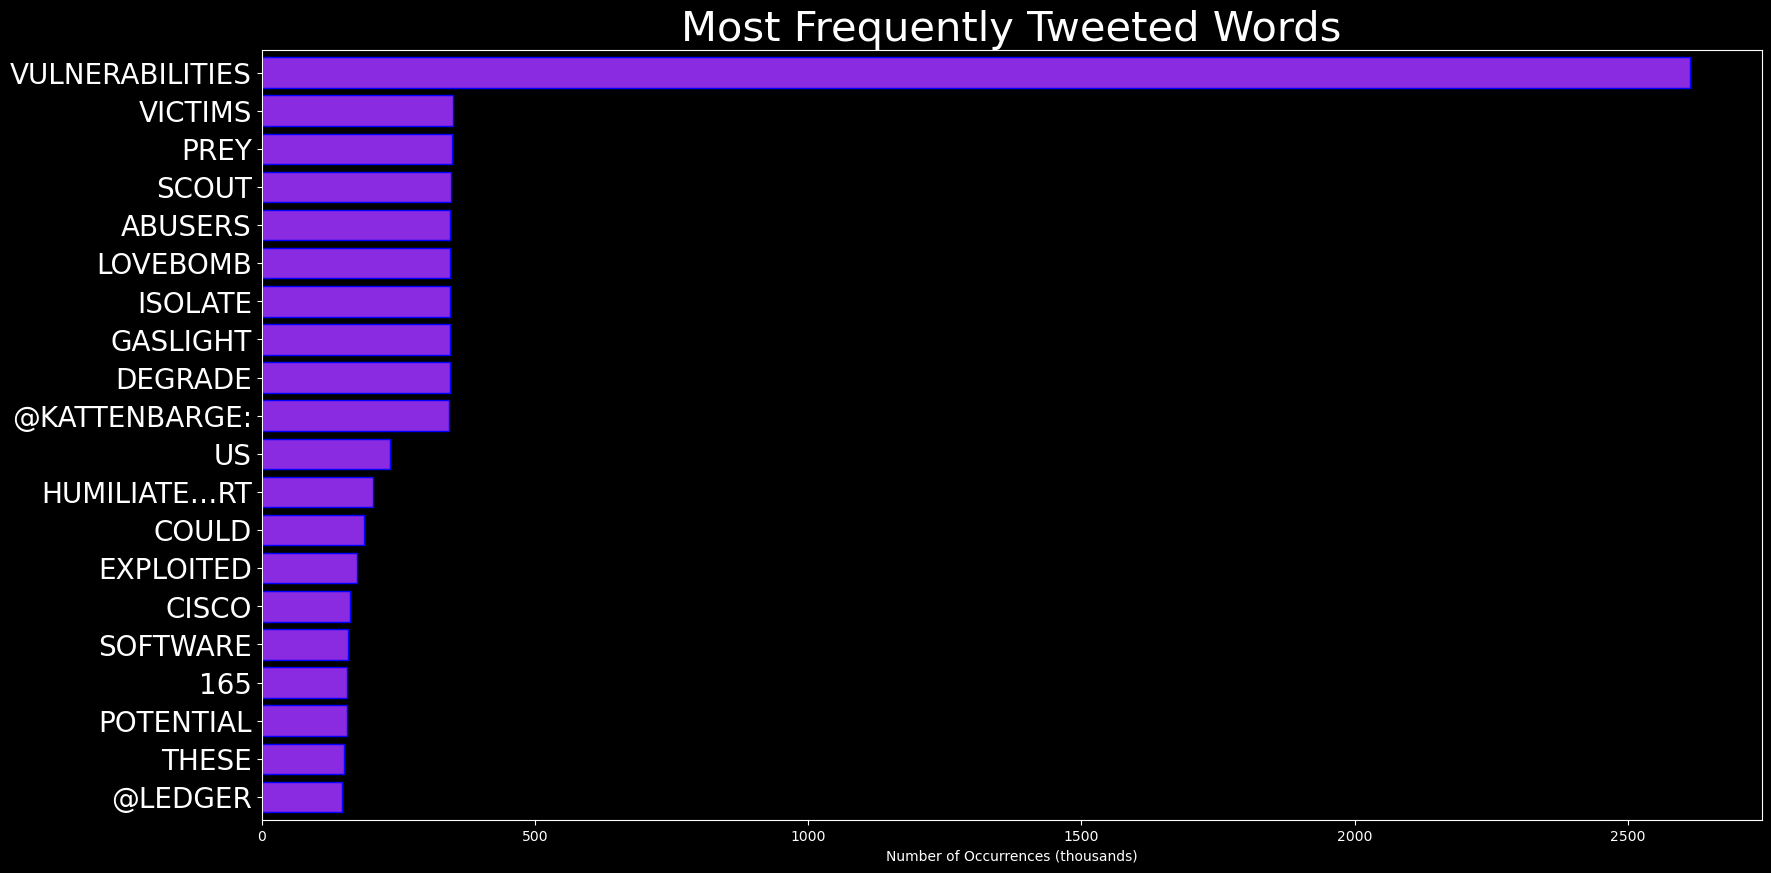 Most Frequently Tweeted Words
VULNERABILITIES
VICTIMS
PREY
SCOUT
ABUSERS
LOVEBOMB
ISOLATE
GASLIGHT
DEGRADE
@KATTENBARGE:
US
HUMILIATE...RT
COULD
EXPLOITED
CISCO
SOFTWARE
165
POTENTIAL
THESE
@LEDGER
0 500 1000 1500 2000 2500
Number of Occurrences (thousands)